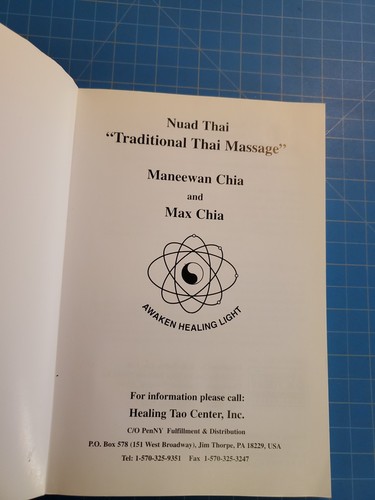 Nuad Thai
“Traditional Thai Massage”
Maneewan Chia
and
Max Chia
AWAKEN HEALING LIGHT
For information please call:
Healing Tao Center, Inc.
C/O PenNY Fulfillment & Distribution
P.O. Box 578 (151 West Broadway), Jim Thorpe, PA 18229, USA
Tel: 1-570-325-9351 Fax 1-570-325-3247